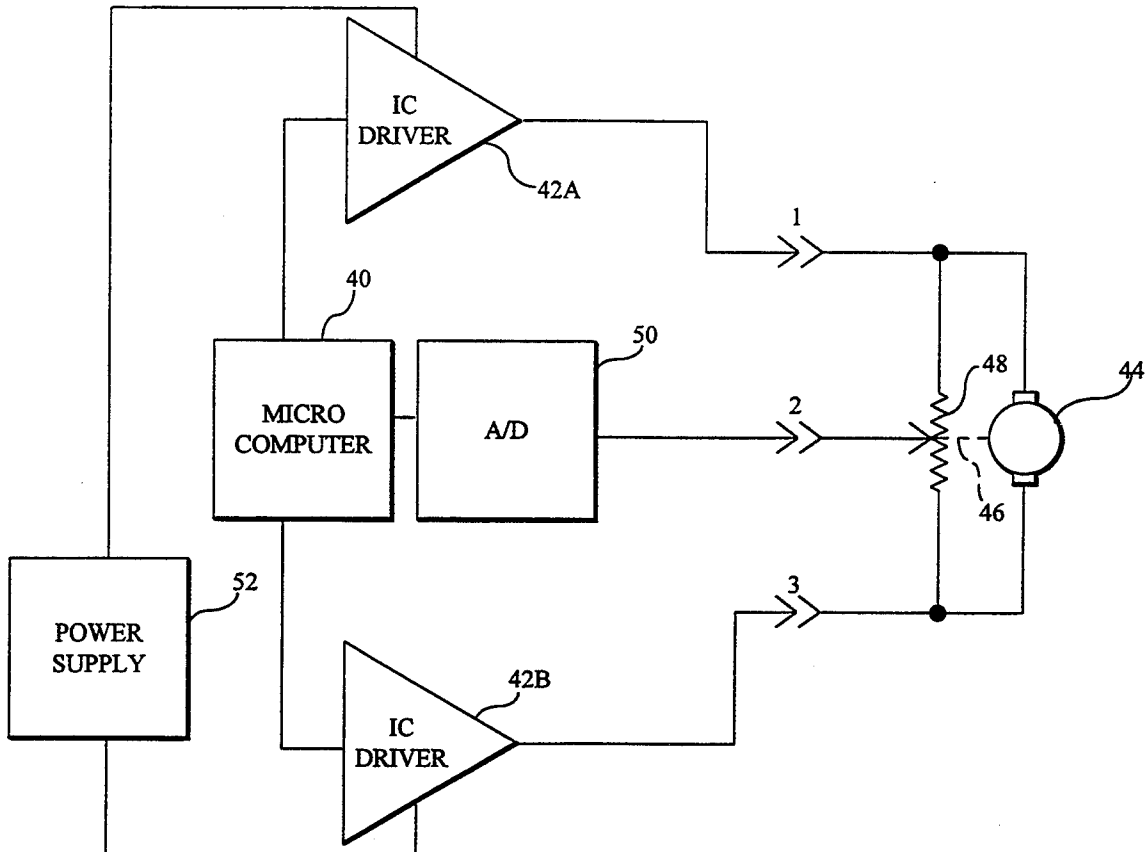 IC
DRIVER
42A
1
40
50
48
44
MICRO
COMPUTER
A/D
2
46
52
3
POWER
SUPPLY
42B
IC
DRIVER